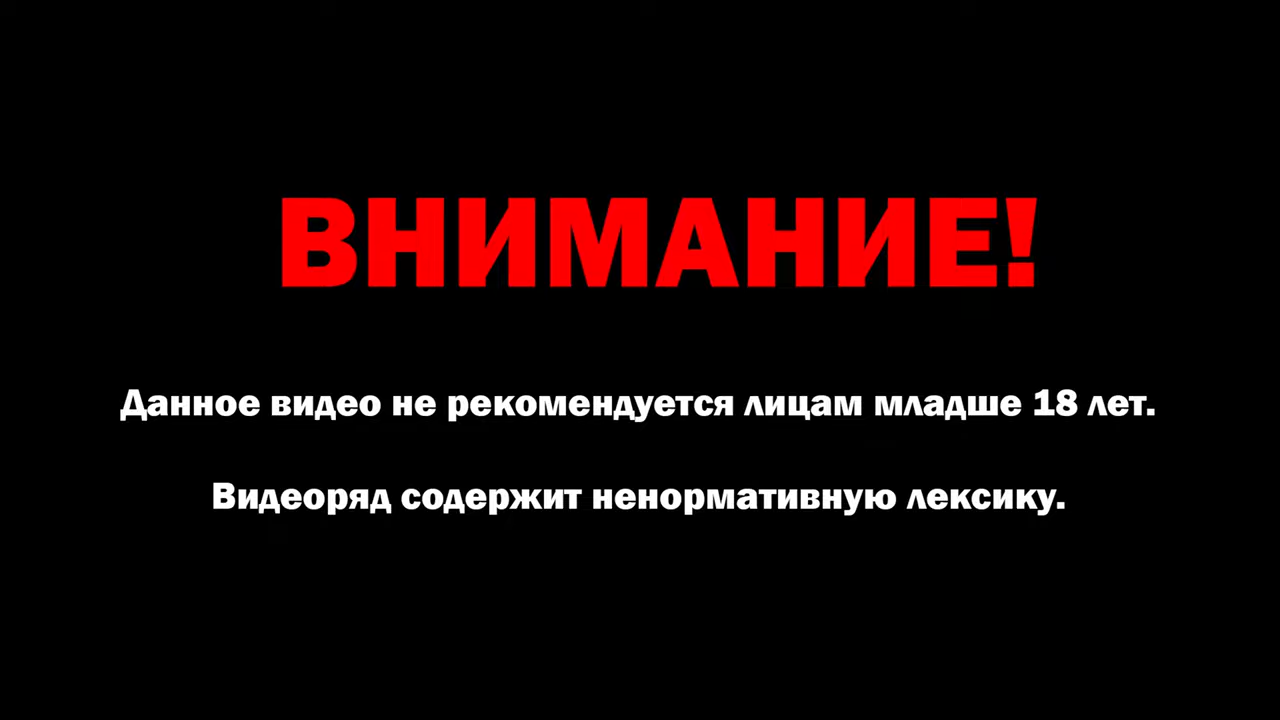 ВНИМАНИЕ!
Данное видео не рекомендуется лицам младше 18 лет.
Видеоряд содержит ненормативную лексику.